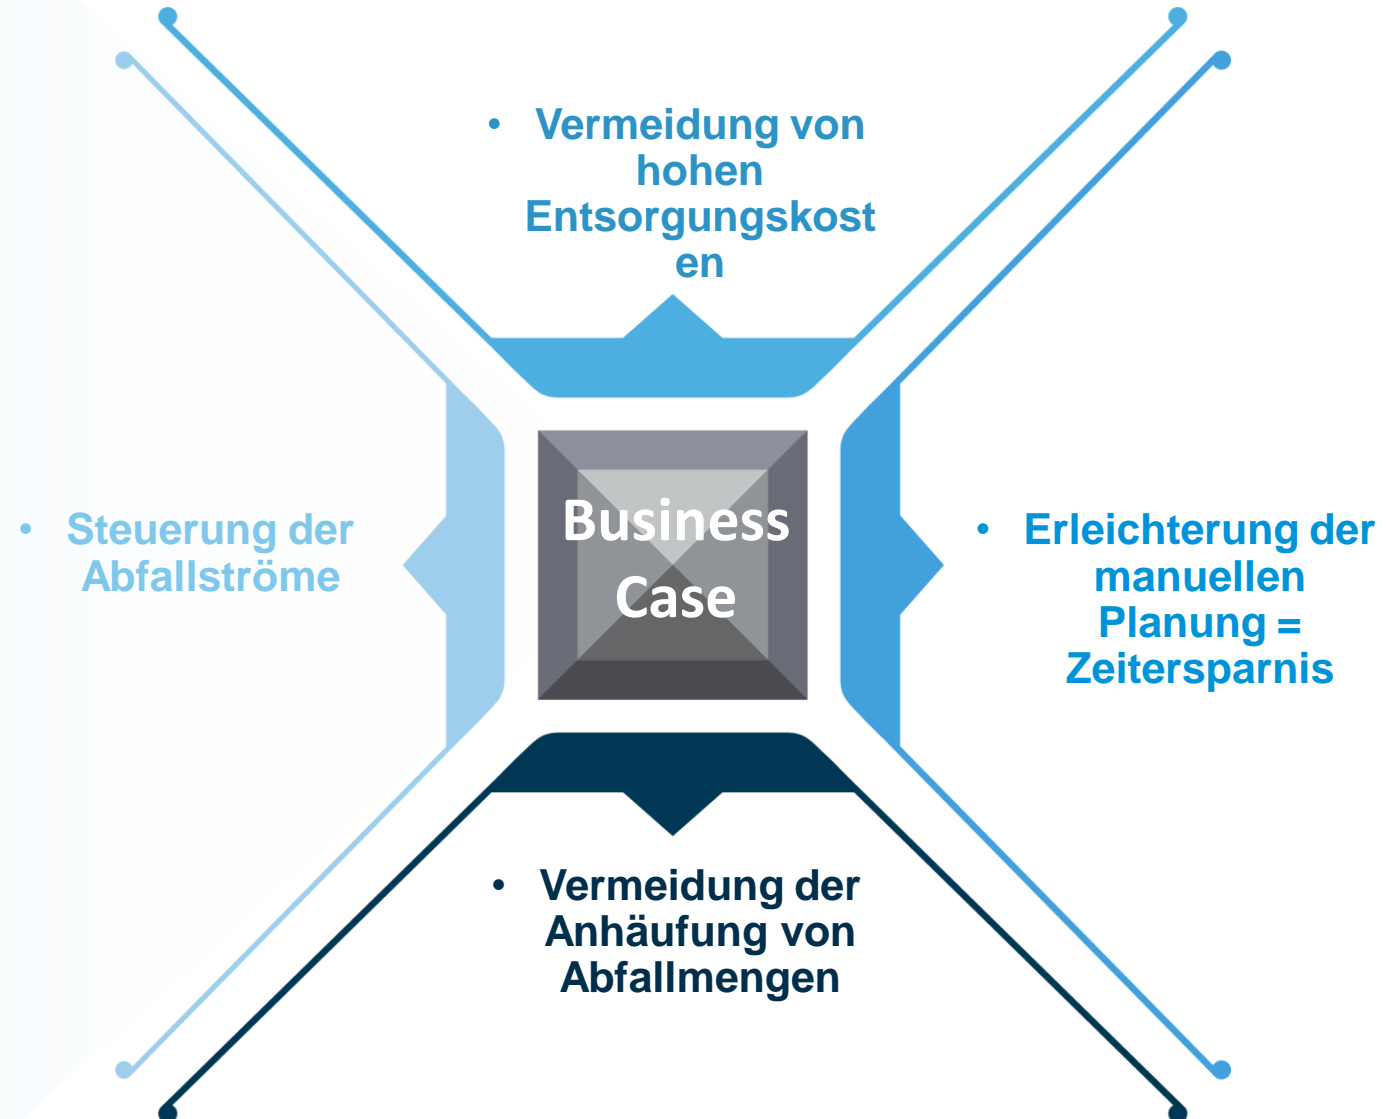 • Vermeidung von
hohen
Entsorgungskost
en
• Steuerung der
Abfallströme
Business
Case
• Erleichterung der
manuellen
Planung =
Zeitersparnis
• Vermeidung der
Anhäufung von
Abfallmengen